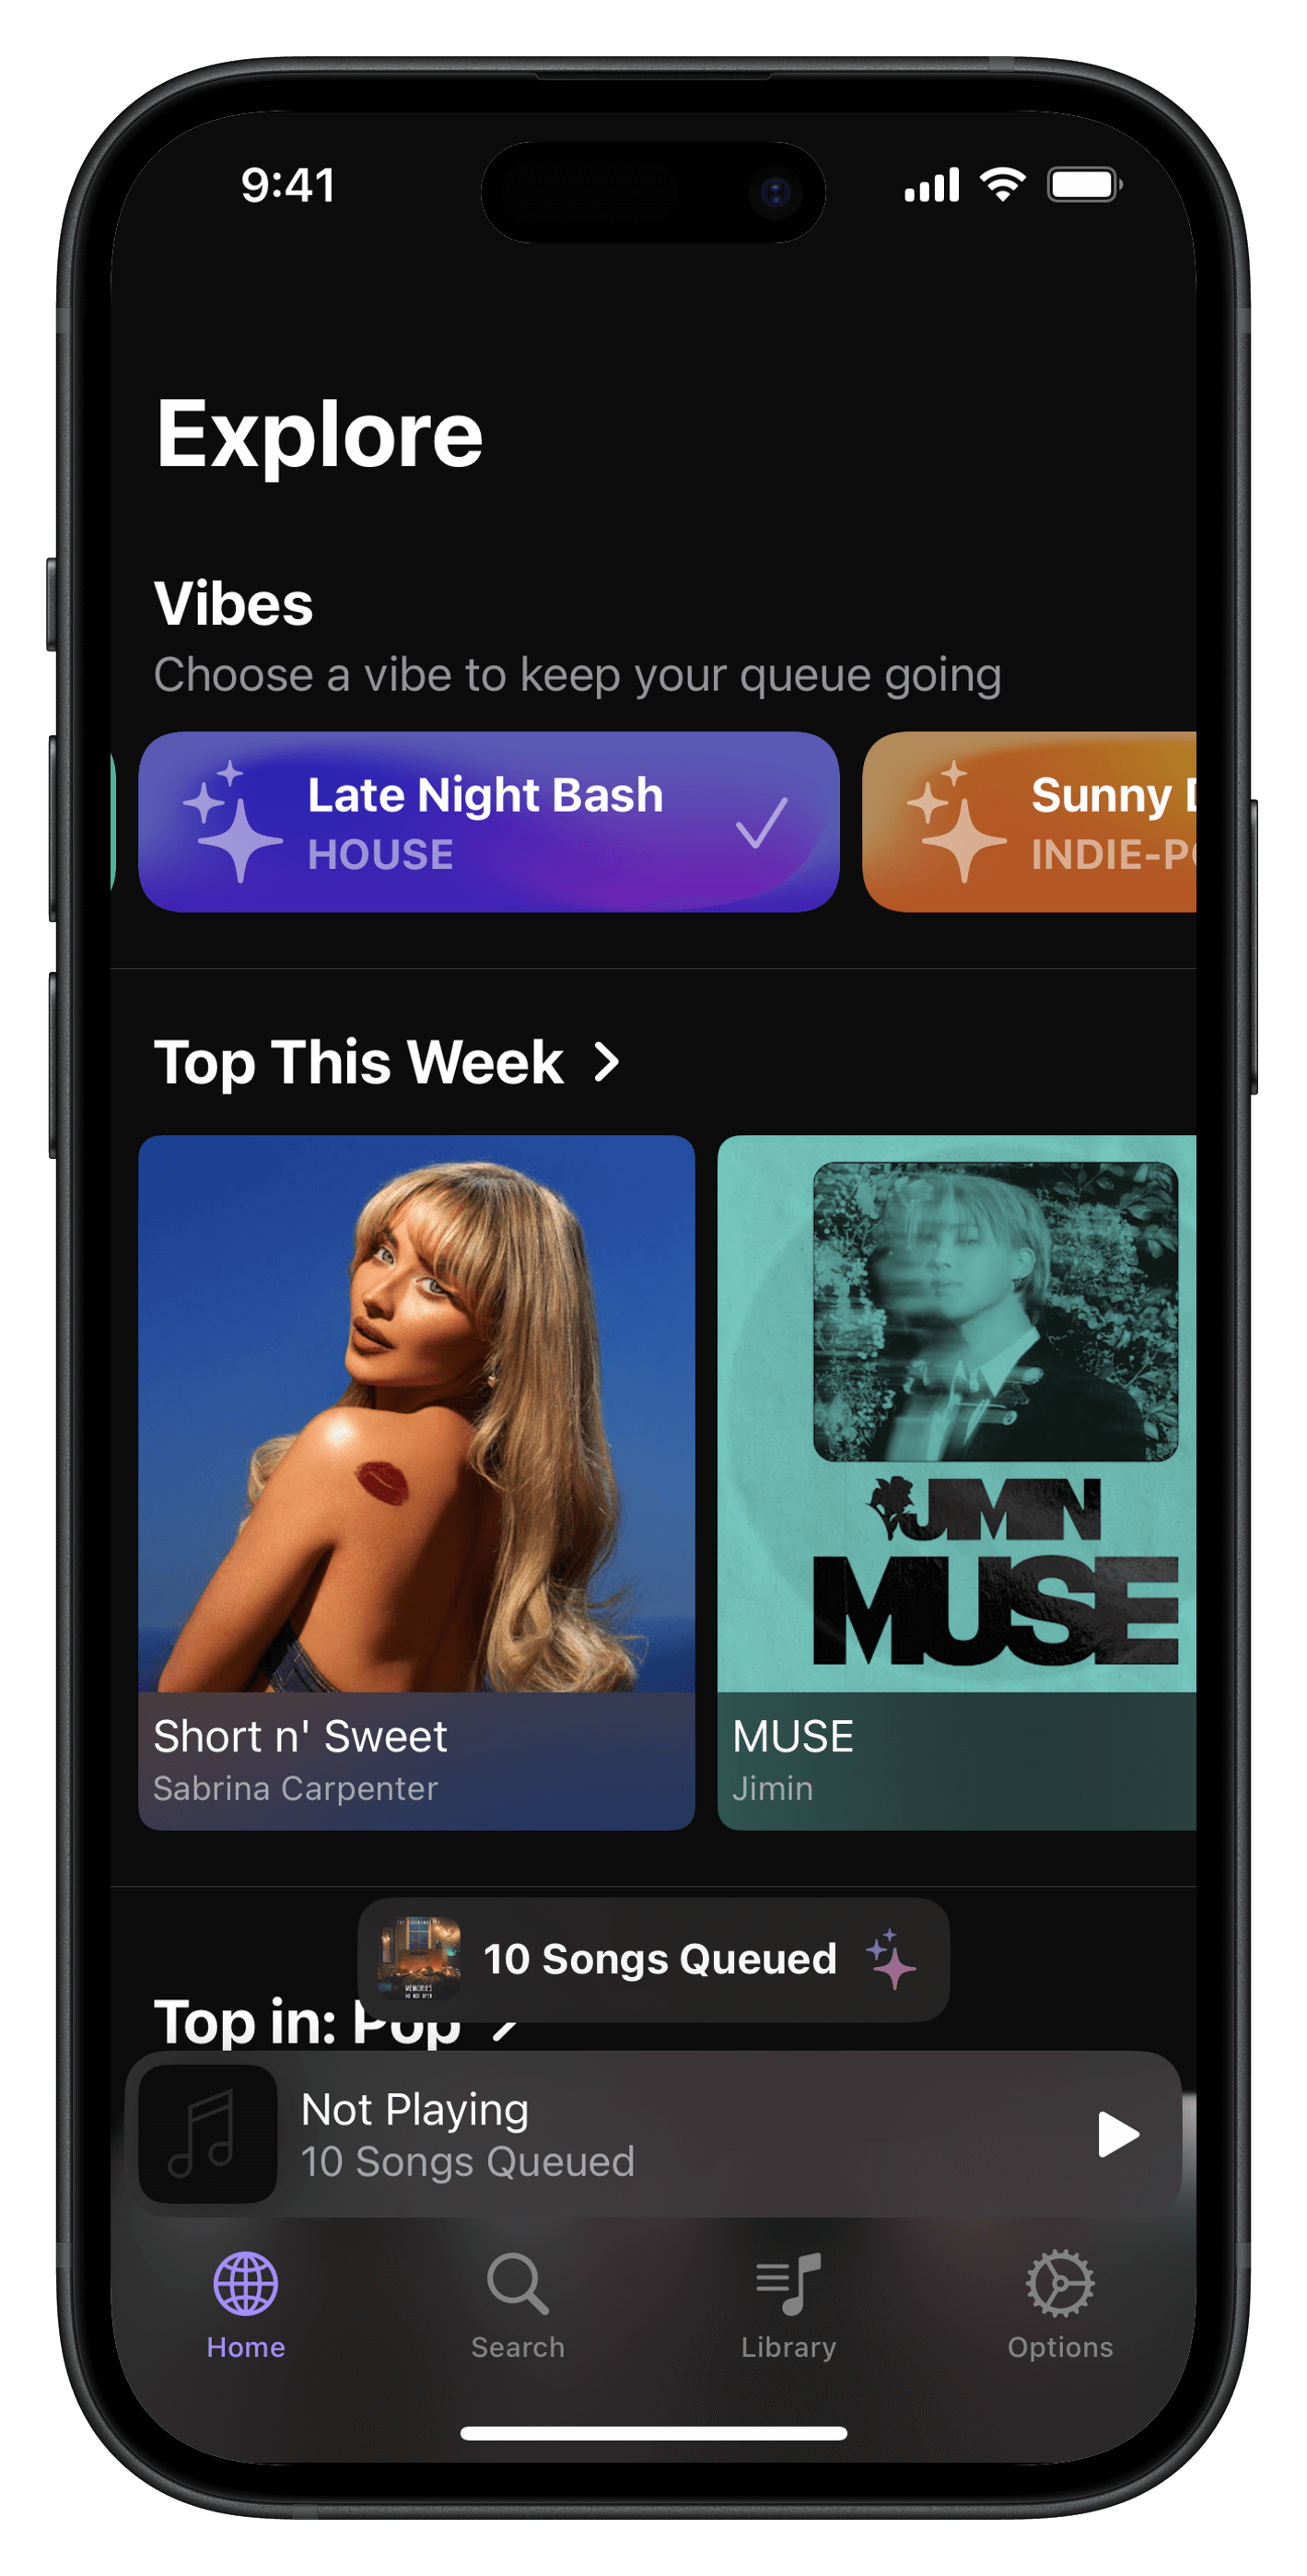 9:41
Explore
Vibes
Choose a vibe to keep your queue going
Late Night Bash
HOUSE
Sunny
INDIE-P
Top This Week
JIMIN
MUSE
Short n' Sweet
Sabrina Carpenter
MUSE
Jimin
MEMORIES
10 Songs Queued
Top in: Pop
Not Playing
10 Songs Queued
Home
Search
Library
Options